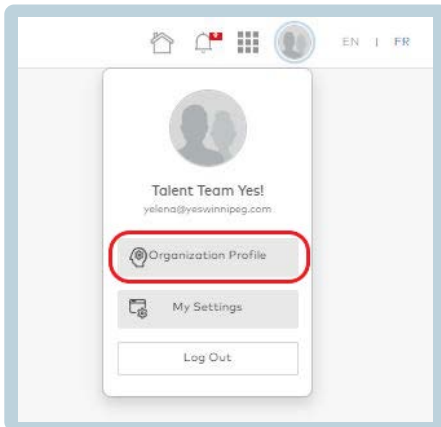 EN | FR
Talent Team Yes!
yelena@yeswinnipeg.com
Organization Profile
My Settings
Log Out